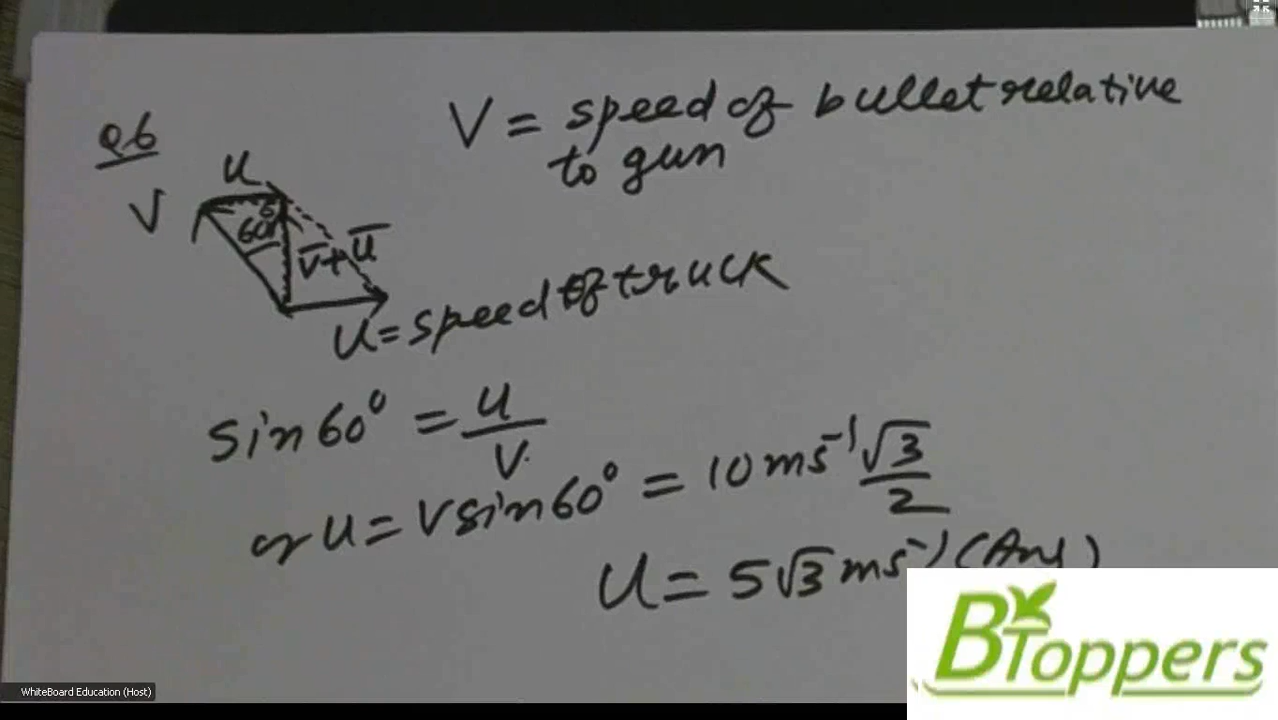 Q6
V = speed of bullet relative
to gun
u
V
60°
V̅+u̅
u = speed of truck
sin 60° = u/V.
or u = V sin 60° = 10 ms⁻¹ √3/2
u = 5√3 ms⁻¹ (Ans)
BToppers
WhiteBoard Education (Host)